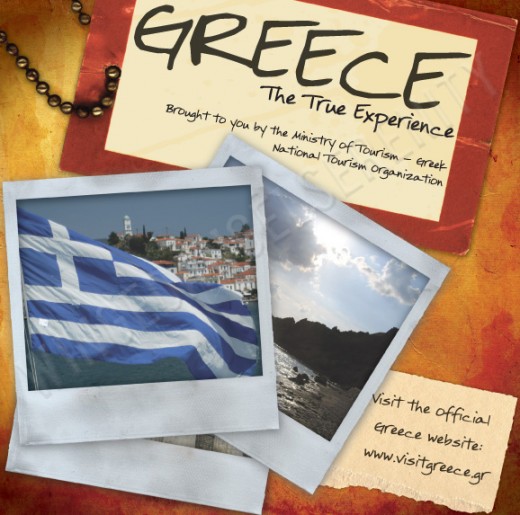 GREECE
The True Experience
Brought to you by the Ministry of Tourism – Greek
National Tourism Organization
Visit the Official
Greece website:
www.visitgreece.gr